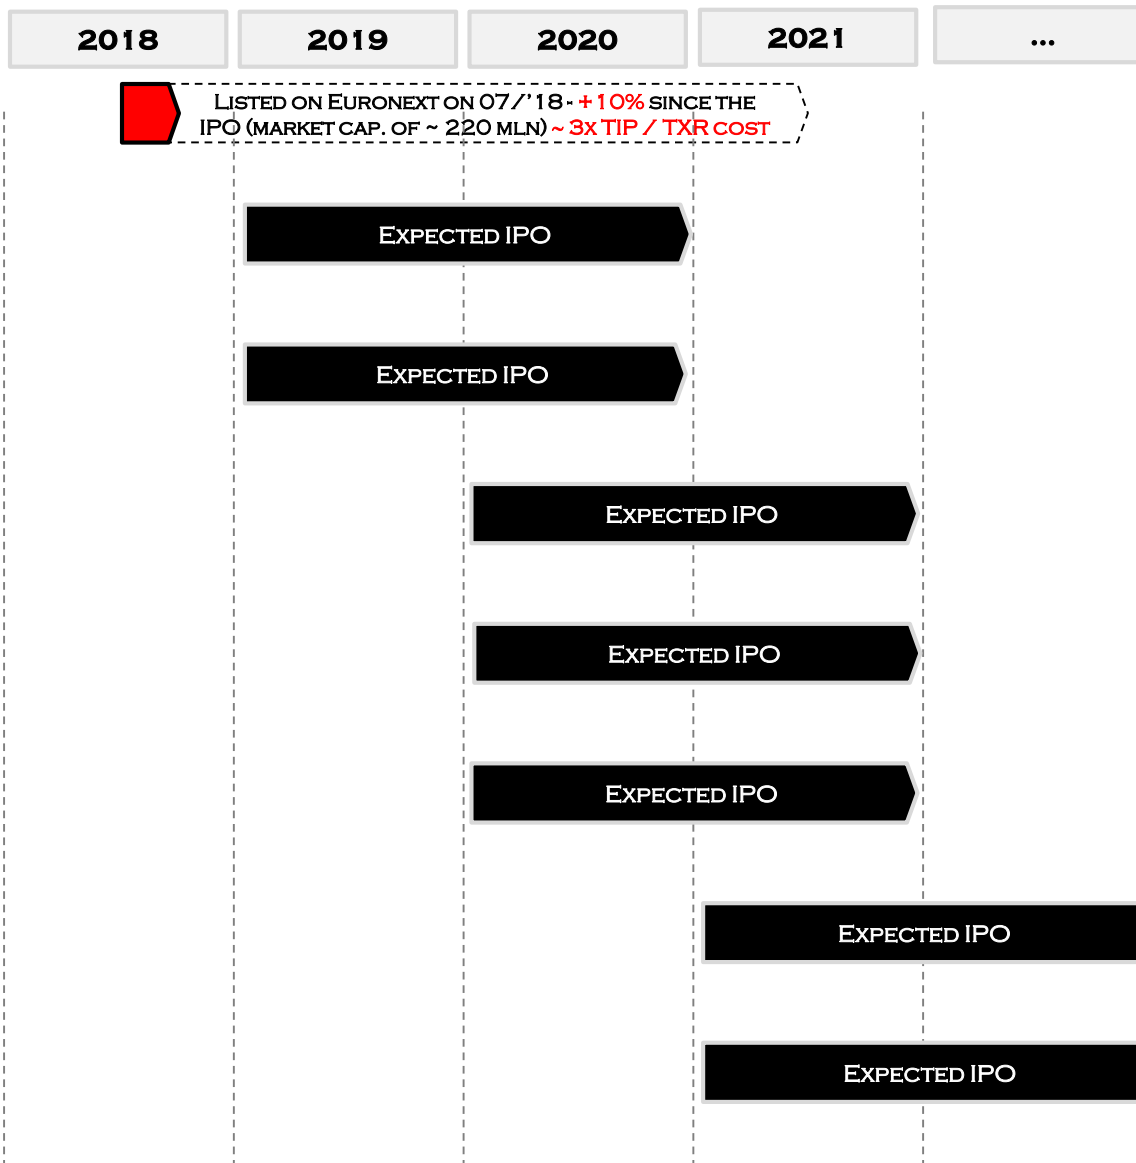 2018 2019 2020 2021 ...
Listed on Euronext on 07/'18 - +10% since the
IPO (market cap. of ~ 220 mln) ~ 3x TIP / TXR cost
Expected IPO
Expected IPO
Expected IPO
Expected IPO
Expected IPO
Expected IPO
Expected IPO